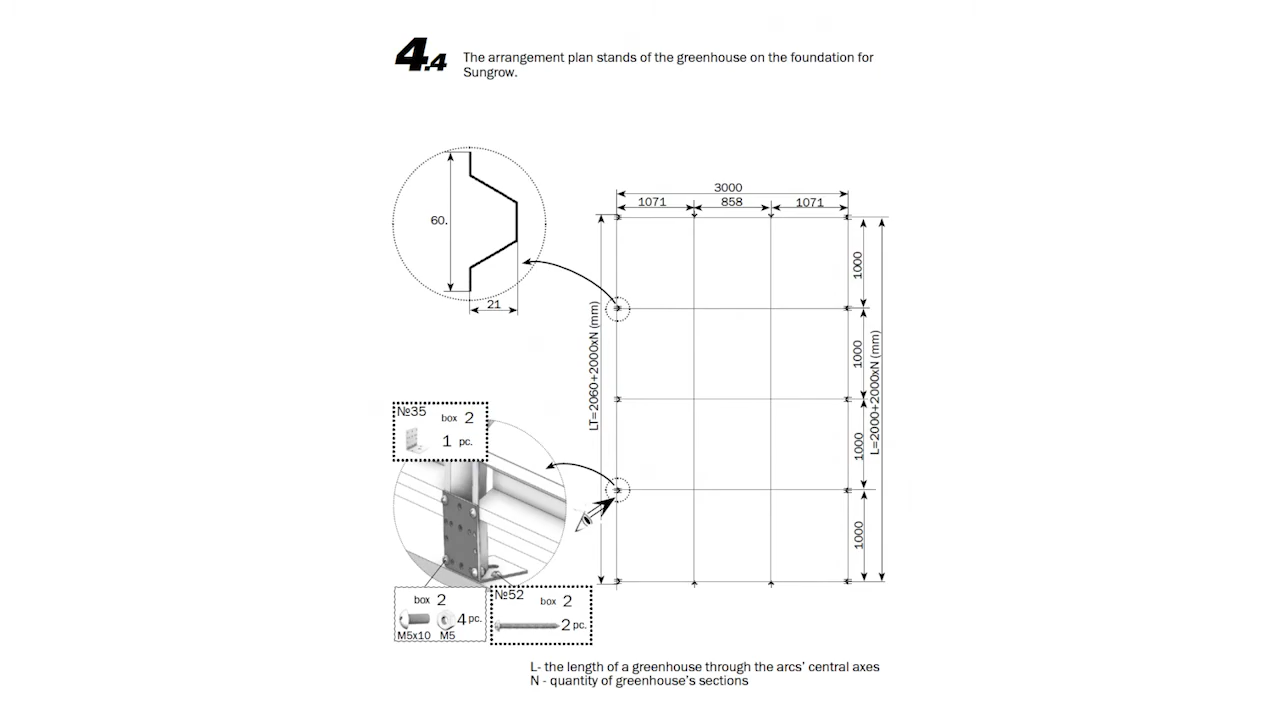 4.4
The arrangement plan stands of the greenhouse on the foundation for
Sungrow.
3000
1071
858
1071
60.
21
1000
1000
1000
1000
LT=2060+2000xN (mm)
L=2000+2000xN (mm)
№35
box 2
1 pc.
box 2
4 pc.
M5x10 M5
№52
box 2
2 pc.
L- the length of a greenhouse through the arcs' central axes
N - quantity of greenhouse's sections